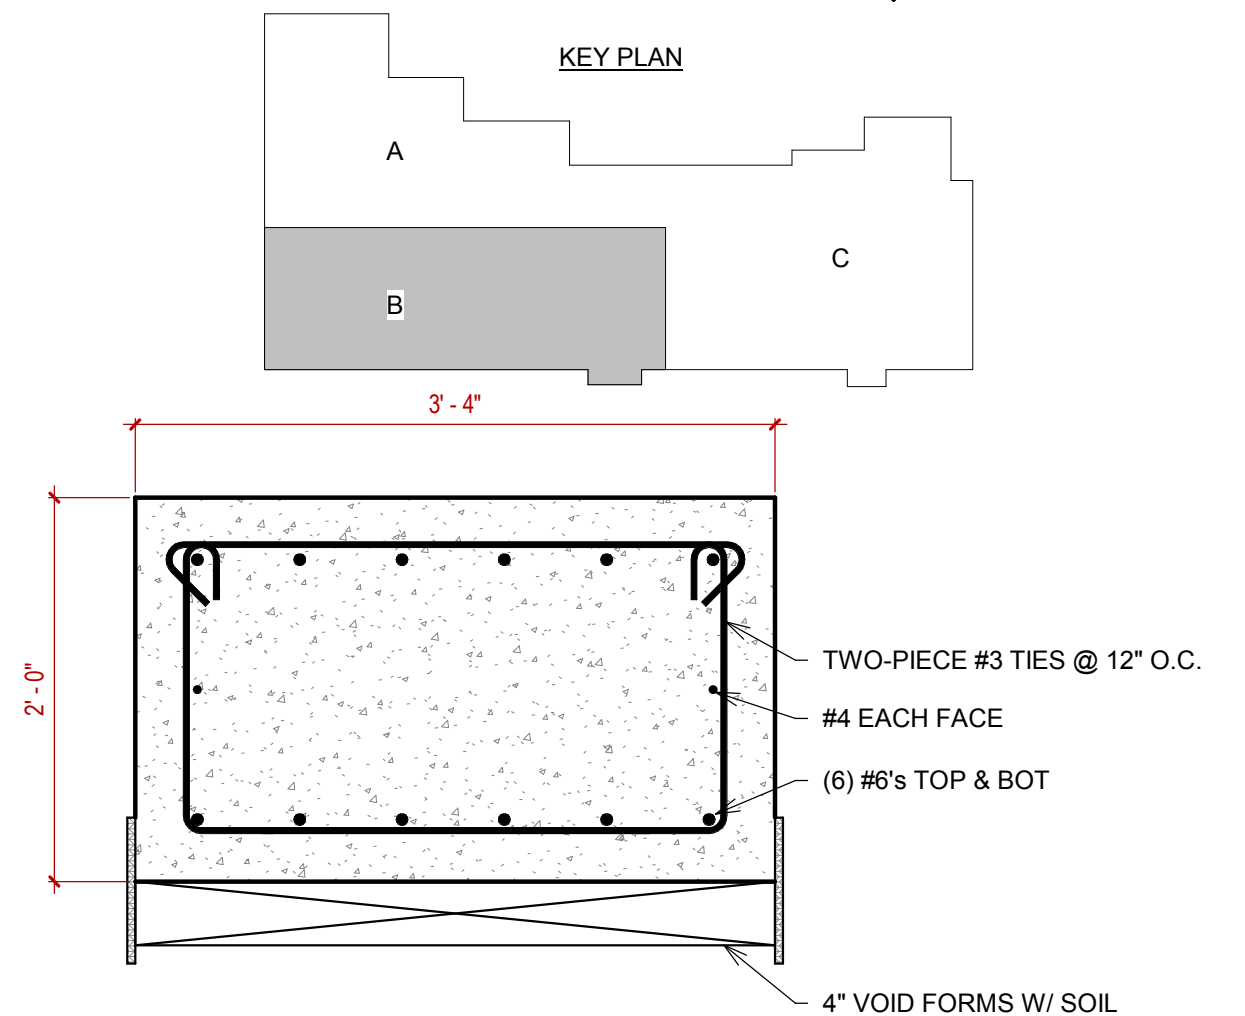 KEY PLAN
A
C
B
3' - 4"
2' - 0"
TWO-PIECE #3 TIES @ 12" O.C.
#4 EACH FACE
(6) #6's TOP & BOT
4" VOID FORMS W/ SOIL